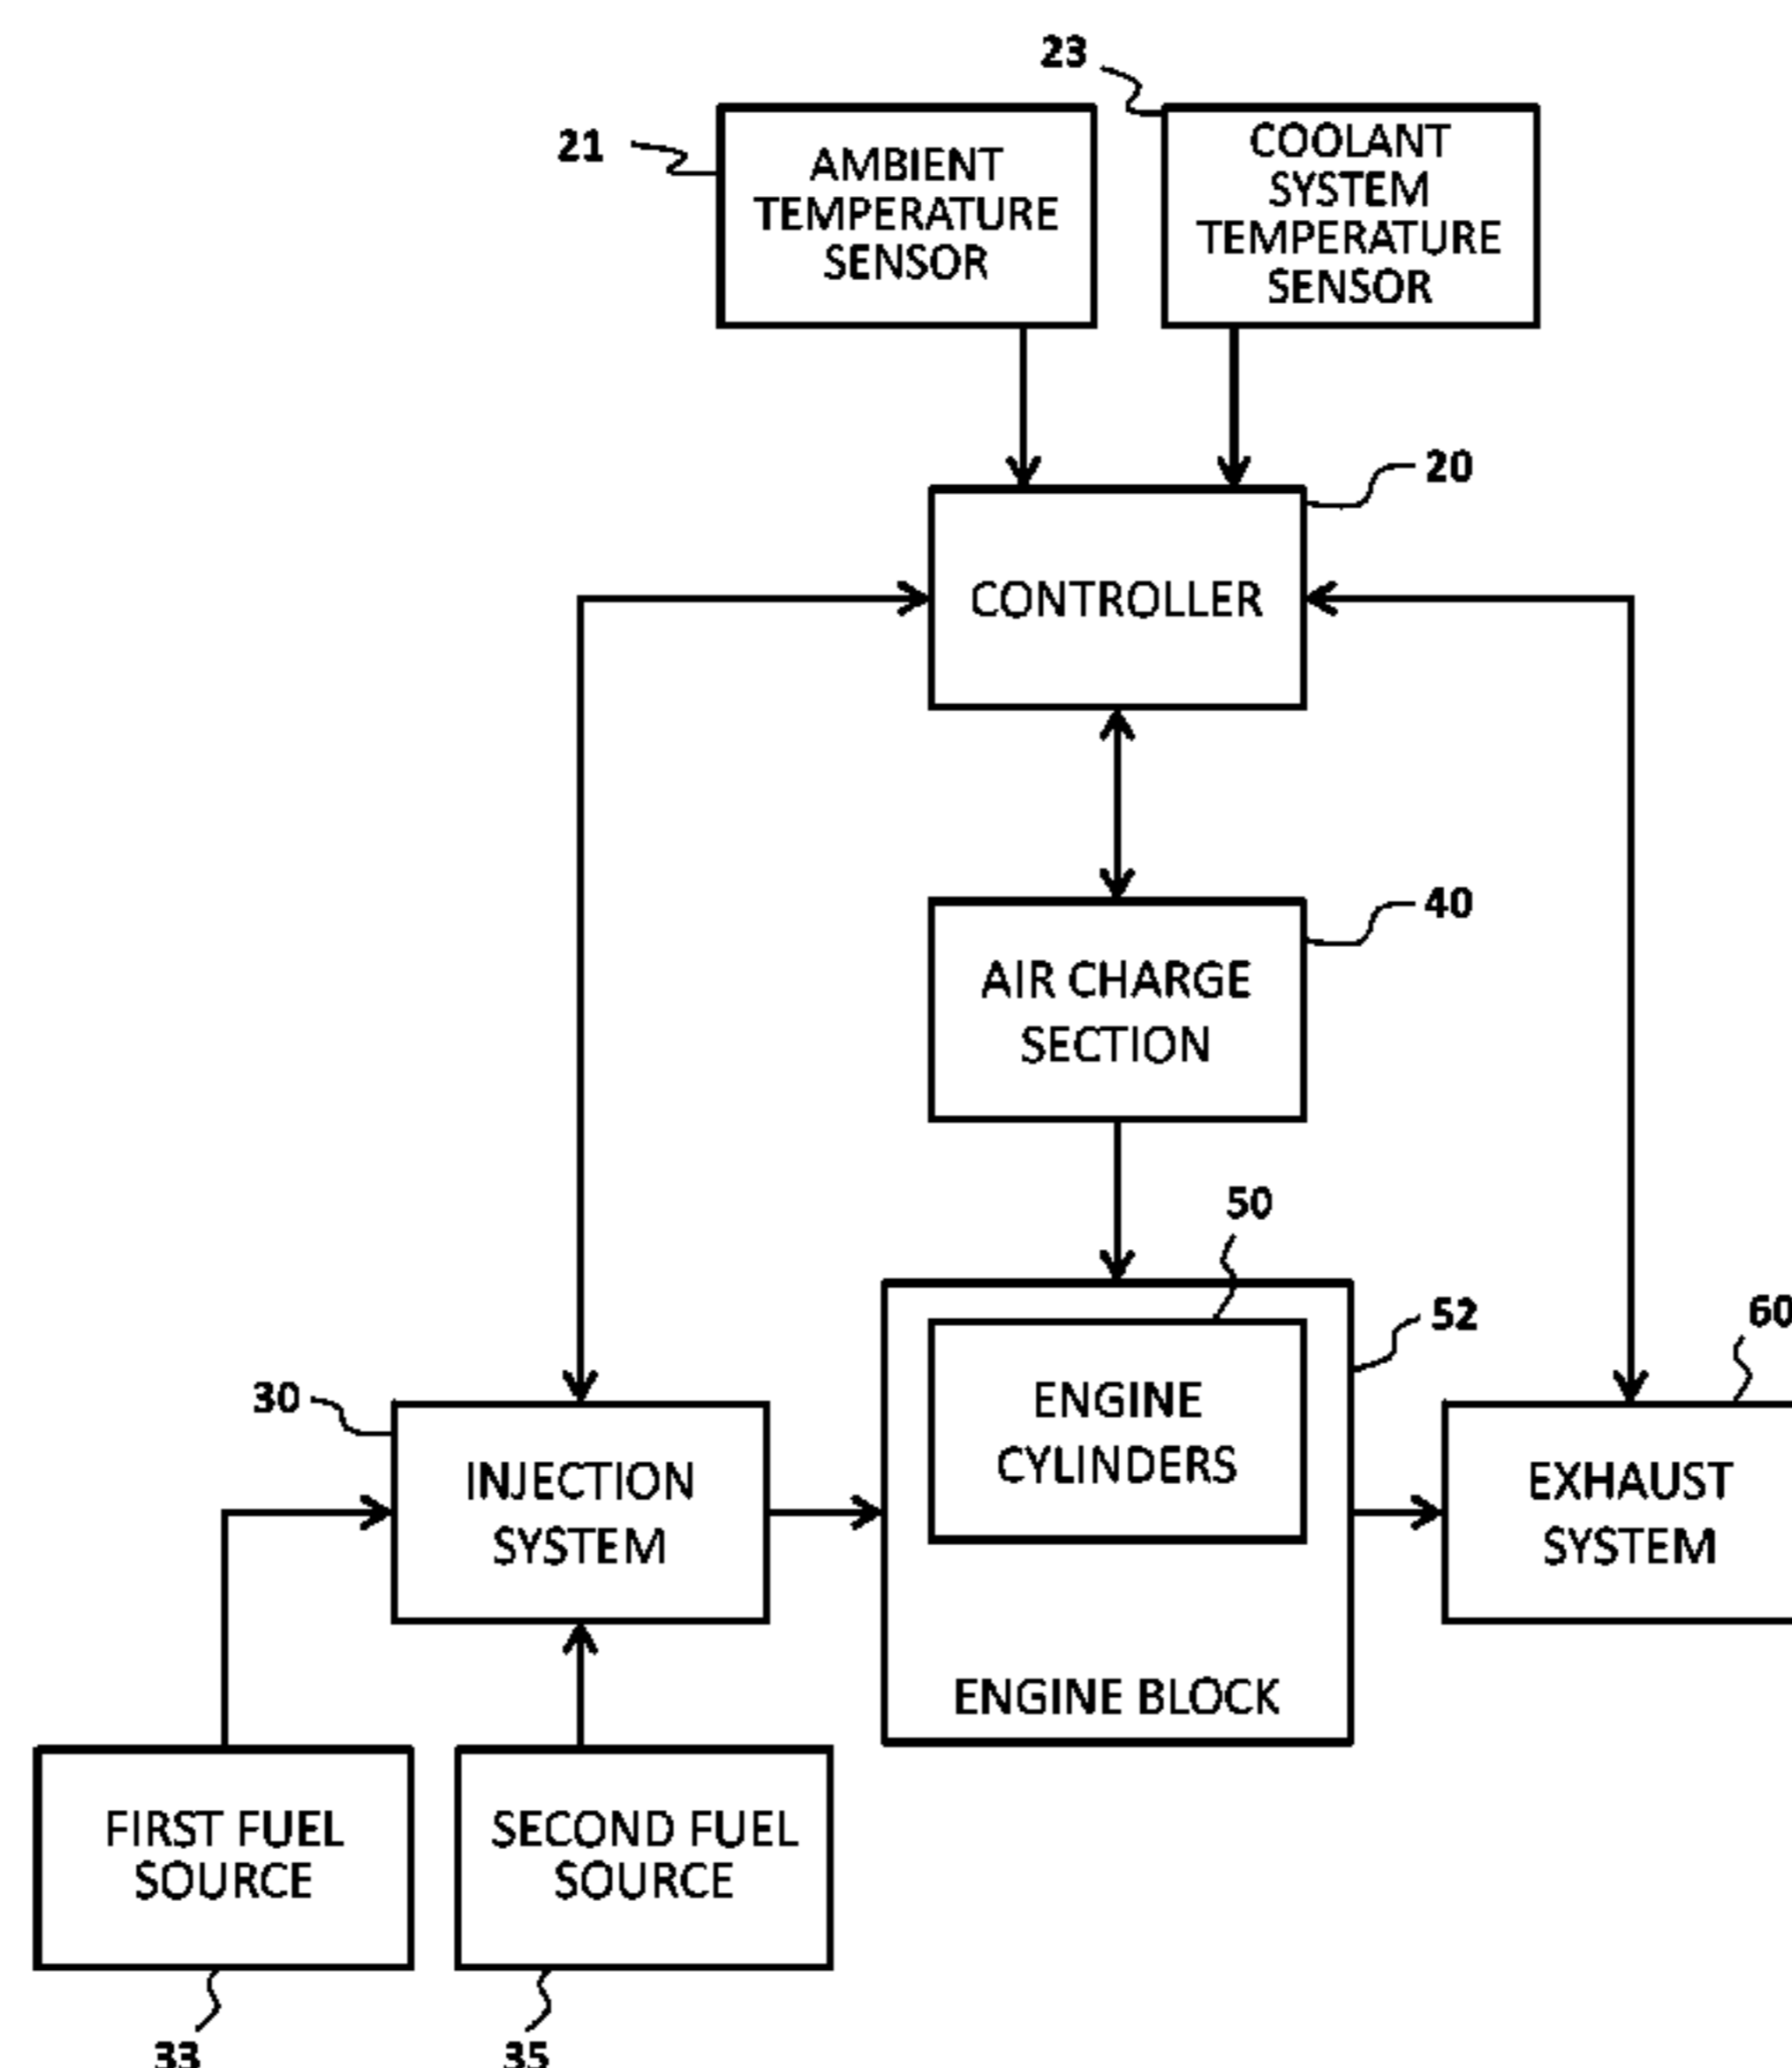 23
21
AMBIENT
TEMPERATURE
SENSOR
COOLANT
SYSTEM
TEMPERATURE
SENSOR
20
CONTROLLER
40
AIR CHARGE
SECTION
50
52
60
30
ENGINE
CYLINDERS
INJECTION
SYSTEM
EXHAUST
SYSTEM
ENGINE BLOCK
FIRST FUEL
SOURCE
SECOND FUEL
SOURCE
33
35